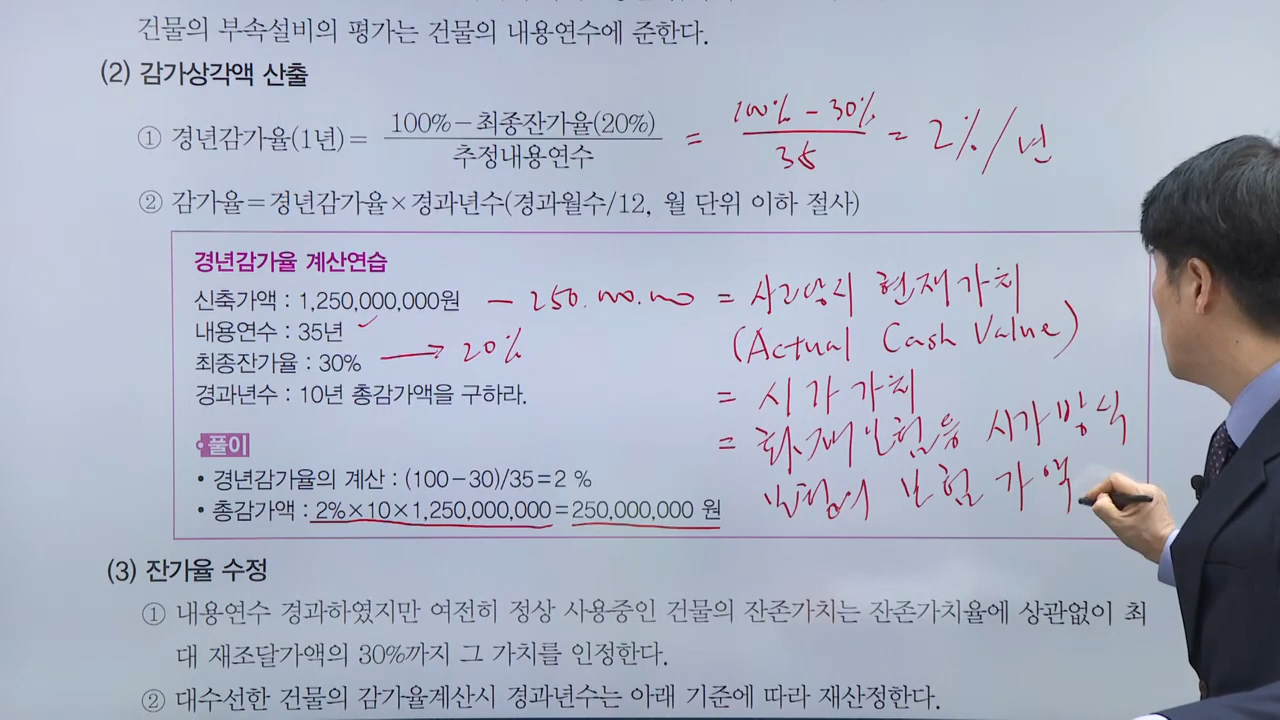 건물의 부속설비의 평가는 건물의 내용연수에 준한다.
(2) 감가상각액 산출
① 경년감가율(1년)= 100%-최종잔가율(20%) / 추정내용연수 = 100% - 30% / 35 = 2%/년
② 감가율=경년감가율×경과년수(경과월수/12, 월 단위 이하 절사)
경년감가율 계산연습
신축가액 : 1,250,000,000원 - 250.000.000 = 사고당시 현재가치
내용연수 : 35년 (Actual Cash Value)
최종잔가율 : 30% → 20%
= 시가가치
경과년수 : 10년 총감가액을 구하라.
= 화재보험등 시가방식
풀이
• 경년감가율의 계산 : (100-30)/35=2 %
보험의 보험가액
• 총감가액 : 2%×10×1,250,000,000=250,000,000 원
(3) 잔가율 수정
① 내용연수 경과하였지만 여전히 정상 사용중인 건물의 잔존가치는 잔존가치율에 상관없이 최
대 재조달가액의 30%까지 그 가치를 인정한다.
② 대수선한 건물의 감가율계산시 경과년수는 아래 기준에 따라 재산정한다.